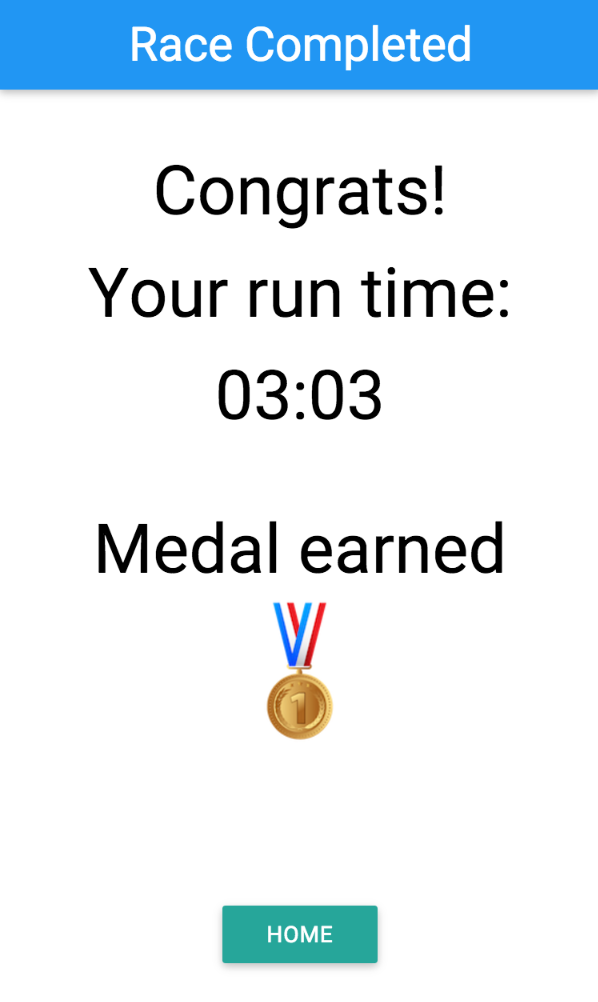 Race Completed
Congrats!
Your run time:
03:03
Medal earned
1
HOME